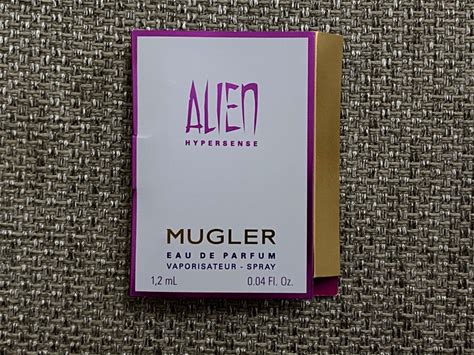 ALIEN
HYPERSENSE
MUGLER
EAU DE PARFUM
VAPORISATEUR - SPRAY
1,2 mL 0.04 Fl. Oz.